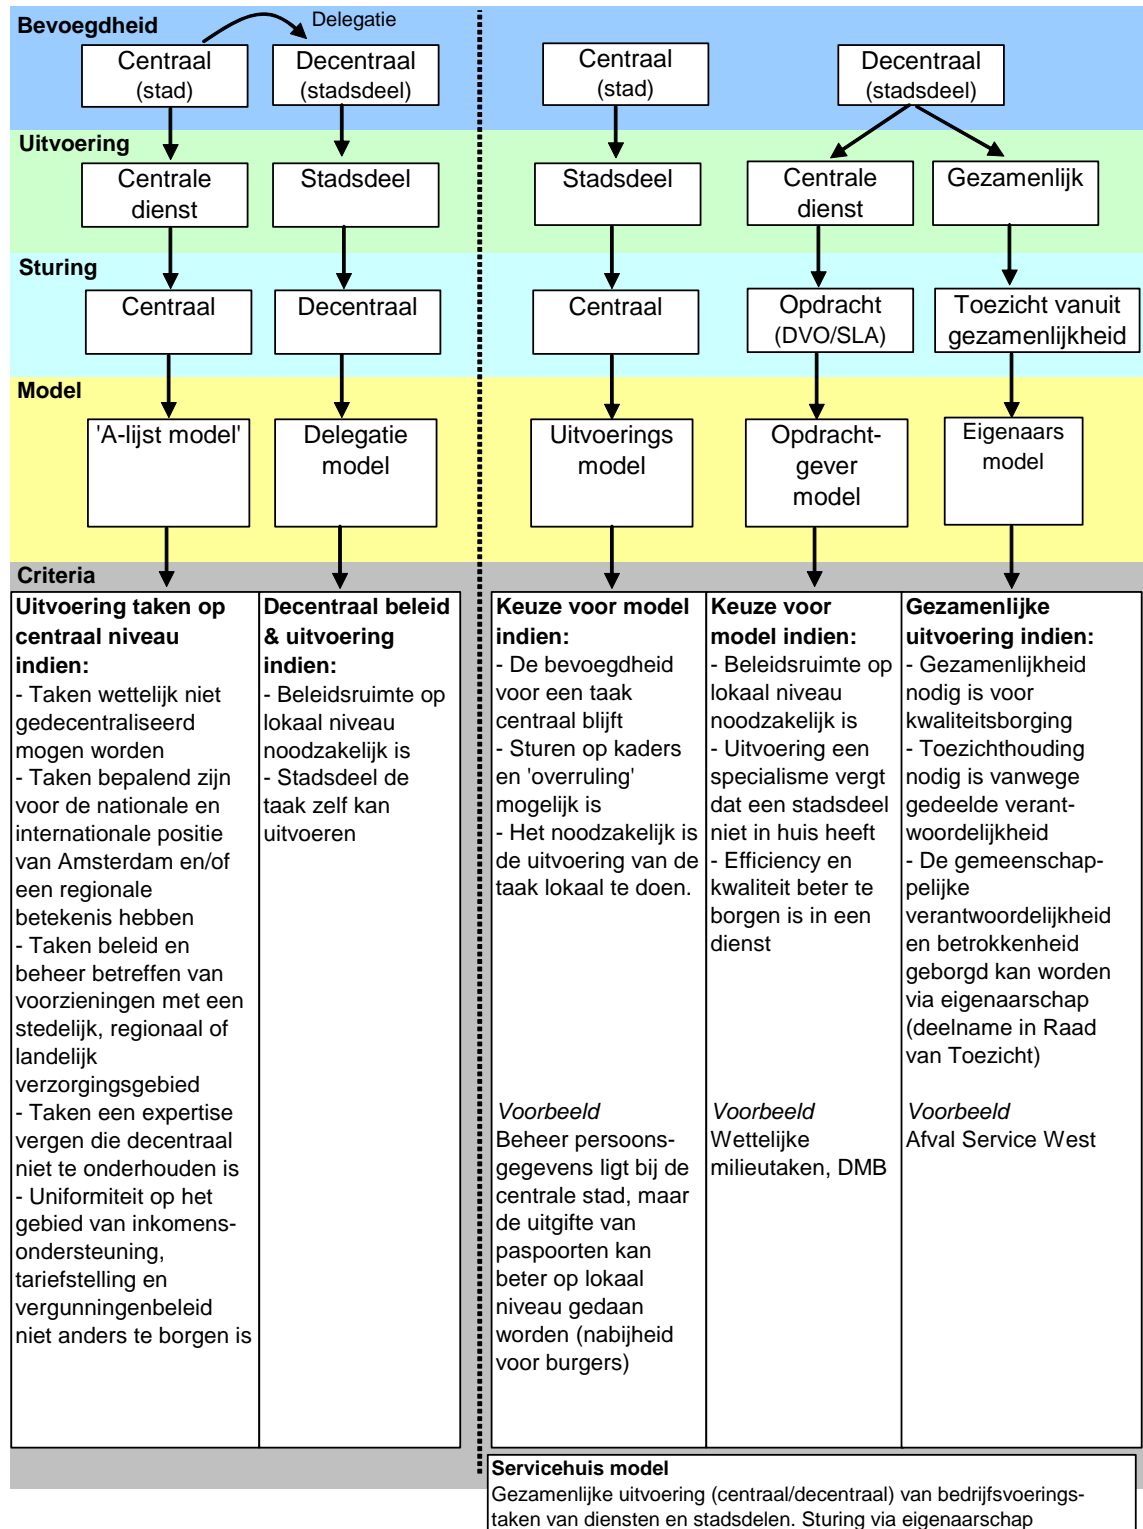 Bevoegdheid
Delegatie
Centraal
(stad)
Decentraal
(stadsdeel)
Centraal
(stad)
Decentraal
(stadsdeel)
Uitvoering
Centrale
dienst
Stadsdeel
Stadsdeel
Centrale
dienst
Gezamenlijk
Sturing
Centraal
Decentraal
Centraal
Opdracht
(DVO/SLA)
Toezicht vanuit
gezamenlijkheid
Model
'A-lijst model'
Delegatie
model
Uitvoerings
model
Opdracht-
gever
model
Eigenaars
model
Criteria
Uitvoering taken op
centraal niveau
indien:
- Taken wettelijk niet
gedecentraliseerd
mogen worden
- Taken bepalend zijn
voor de nationale en
internationale positie
van Amsterdam en/of
een regionale
betekenis hebben
- Taken beleid en
beheer betreffen van
voorzieningen met een
stedelijk, regionaal of
landelijk
verzorgingsgebied
- Taken een expertise
vergen die decentraal
niet te onderhouden is
- Uniformiteit op het
gebied van inkomens-
ondersteuning,
tariefstelling en
vergunningenbeleid
niet anders te borgen is
Decentraal beleid
& uitvoering
indien:
- Beleidsruimte op
lokaal niveau
noodzakelijk is
- Stadsdeel de
taak zelf kan
uitvoeren
Keuze voor model
indien:
- De bevoegdheid
voor een taak
centraal blijft
- Sturen op kaders
en 'overruling'
mogelijk is
- Het noodzakelijk is
de uitvoering van de
taak lokaal te doen.
Voorbeeld
Beheer persoons-
gegevens ligt bij de
centrale stad, maar
de uitgifte van
paspoorten kan
beter op lokaal
niveau gedaan
worden (nabijheid
voor burgers)
Keuze voor
model indien:
- Beleidsruimte op
lokaal niveau
noodzakelijk is
- Uitvoering een
specialisme vergt
dat een stadsdeel
niet in huis heeft
- Efficiency en
kwaliteit beter te
borgen is in een
dienst
Voorbeeld
Wettelijke
milieutaken, DMB
Gezamenlijke
uitvoering indien:
- Gezamenlijkheid
nodig is voor
kwaliteitsborging
- Toezichthouding
nodig is vanwege
gedeelde verant-
woordelijkheid
- De gemeenschap-
pelijke
verantwoordelijkheid
en betrokkenheid
geborgd kan worden
via eigenaarschap
(deelname in Raad
van Toezicht)
Voorbeeld
Afval Service West
Servicehuis model
Gezamenlijke uitvoering (centraal/decentraal) van bedrijfsvoerings-
taken van diensten en stadsdelen. Sturing via eigenaarschap